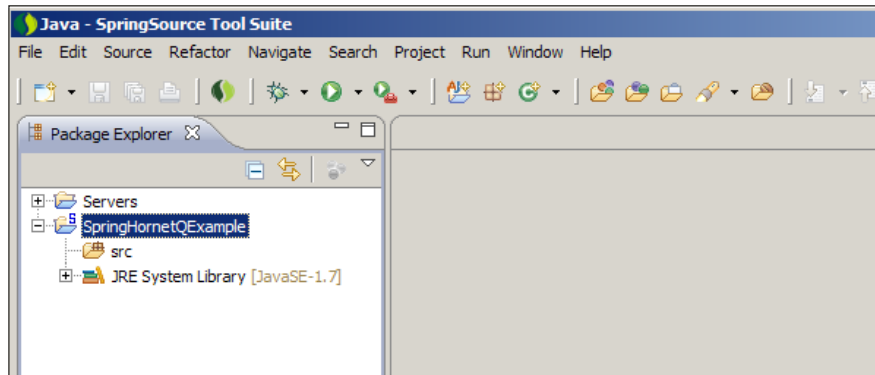 Java - SpringSource Tool Suite
File Edit Source Refactor Navigate Search Project Run Window Help
Package Explorer
Servers
SpringHornetQExample
src
JRE System Library [JavaSE-1.7]